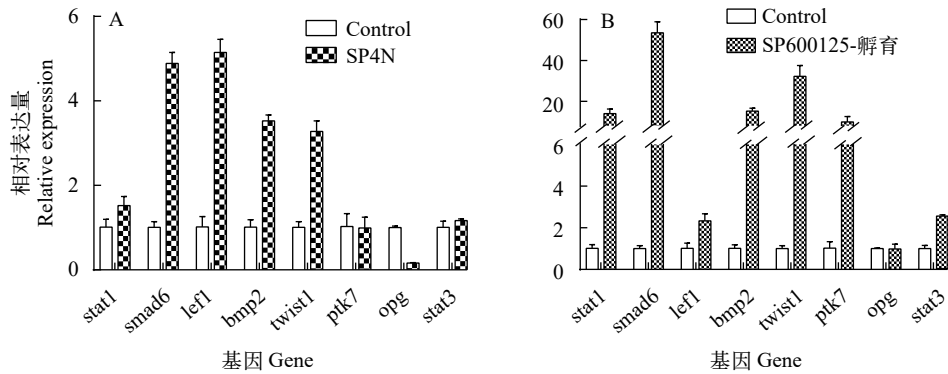 A
Control
SP4N
相对表达量
Relative expression
6
4
2
0
stat1
smad6
lef1
bmp2
twist1
ptk7
opg
stat3
基因 Gene
B
Control
SP600125-孵育
60
40
20
6
4
2
0
stat1
smad6
lef1
bmp2
twist1
ptk7
opg
stat3
基因 Gene